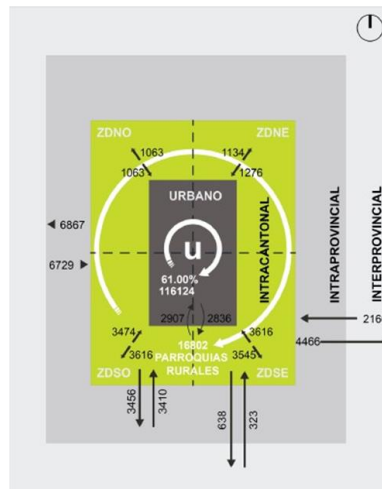 ZDNO
ZDNE
1063
1134
1063
1276
URBANO
u
61.00%
116124
INTRACANTONAL
INTRAPROVINCIAL
INTERPROVINCIAL
6867
6729
2907
2836
3474
3616
3616
3545
16802
PARROQUIAS
RURALES
ZDSO
ZDSE
4466
3456
3410
638
323